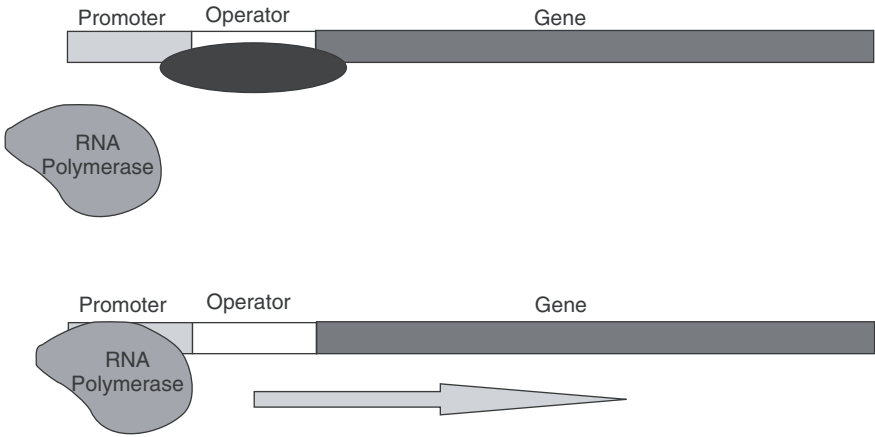 Promoter Operator Gene
RNA
Polymerase
Promoter Operator Gene
RNA
Polymerase